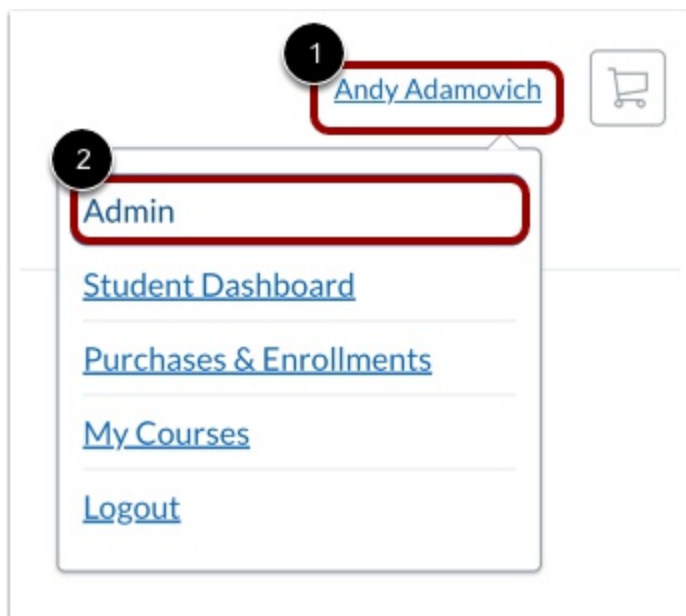 1
Andy Adamovich
2
Admin
Student Dashboard
Purchases & Enrollments
My Courses
Logout